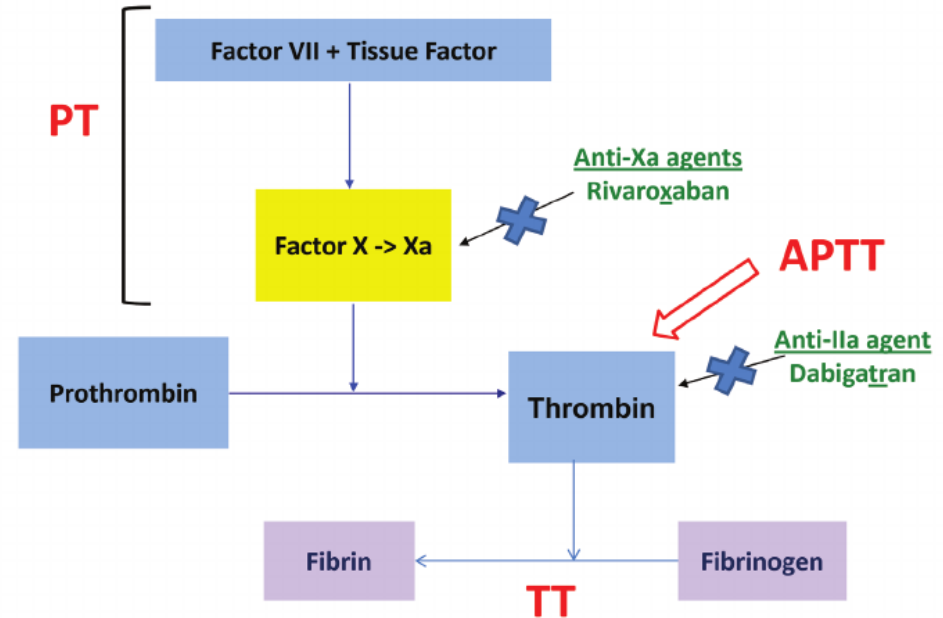 Factor VII + Tissue Factor
PT
Anti-Xa agents
Rivaroxaban
Factor X -> Xa
APTT
Anti-IIa agent
Dabigatran
Prothrombin
Thrombin
Fibrin
Fibrinogen
TT